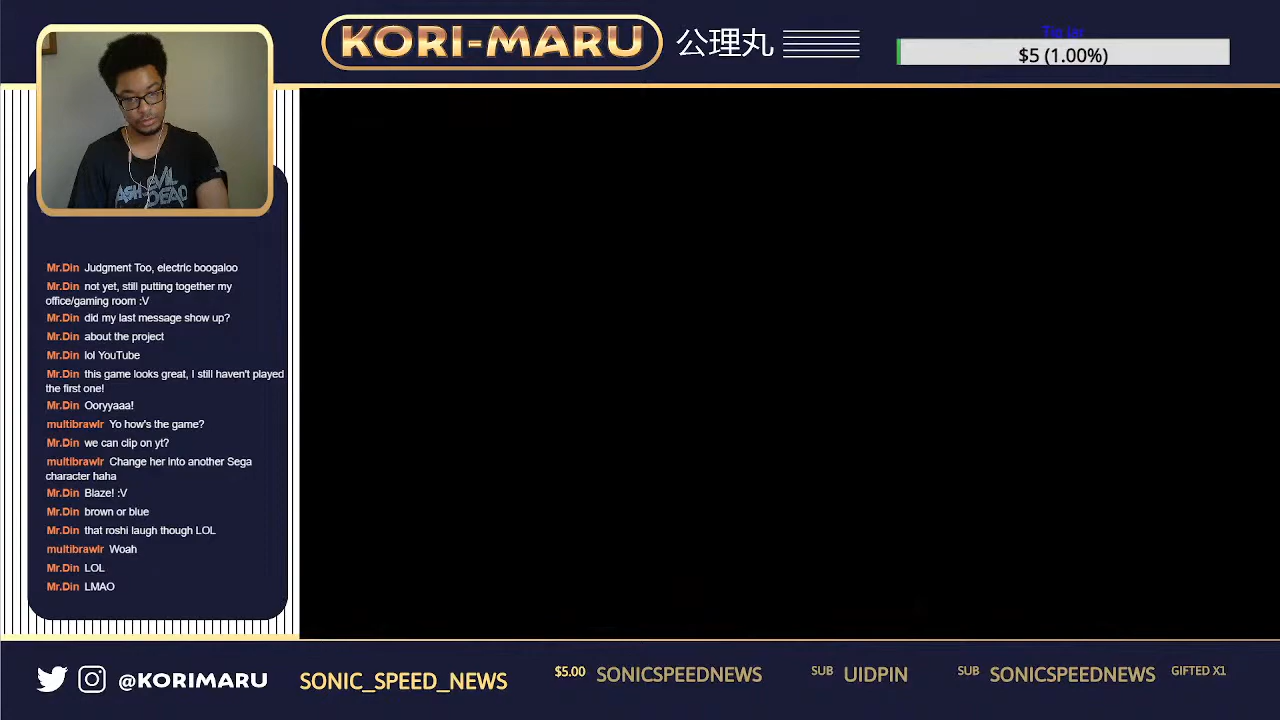 KORI-MARU 公理丸
Tip Jar
$5 (1.00%)
ASH EVIL
DEAD
Mr.Din Judgment Too, electric boogaloo
Mr.Din not yet, still putting together my
office/gaming room :V
Mr.Din did my last message show up?
Mr.Din about the project
Mr.Din lol YouTube
Mr.Din this game looks great, I still haven't played
the first one!
Mr.Din Ooryyaaa!
multibrawlr Yo how's the game?
Mr.Din we can clip on yt?
multibrawlr Change her into another Sega
character haha
Mr.Din Blaze! :V
Mr.Din brown or blue
Mr.Din that roshi laugh though LOL
multibrawlr Woah
Mr.Din LOL
Mr.Din LMAO
@KORIMARU SONIC_SPEED_NEWS $5.00 SONICSPEEDNEWS SUB UIDPIN SUB SONICSPEEDNEWS GIFTED X1